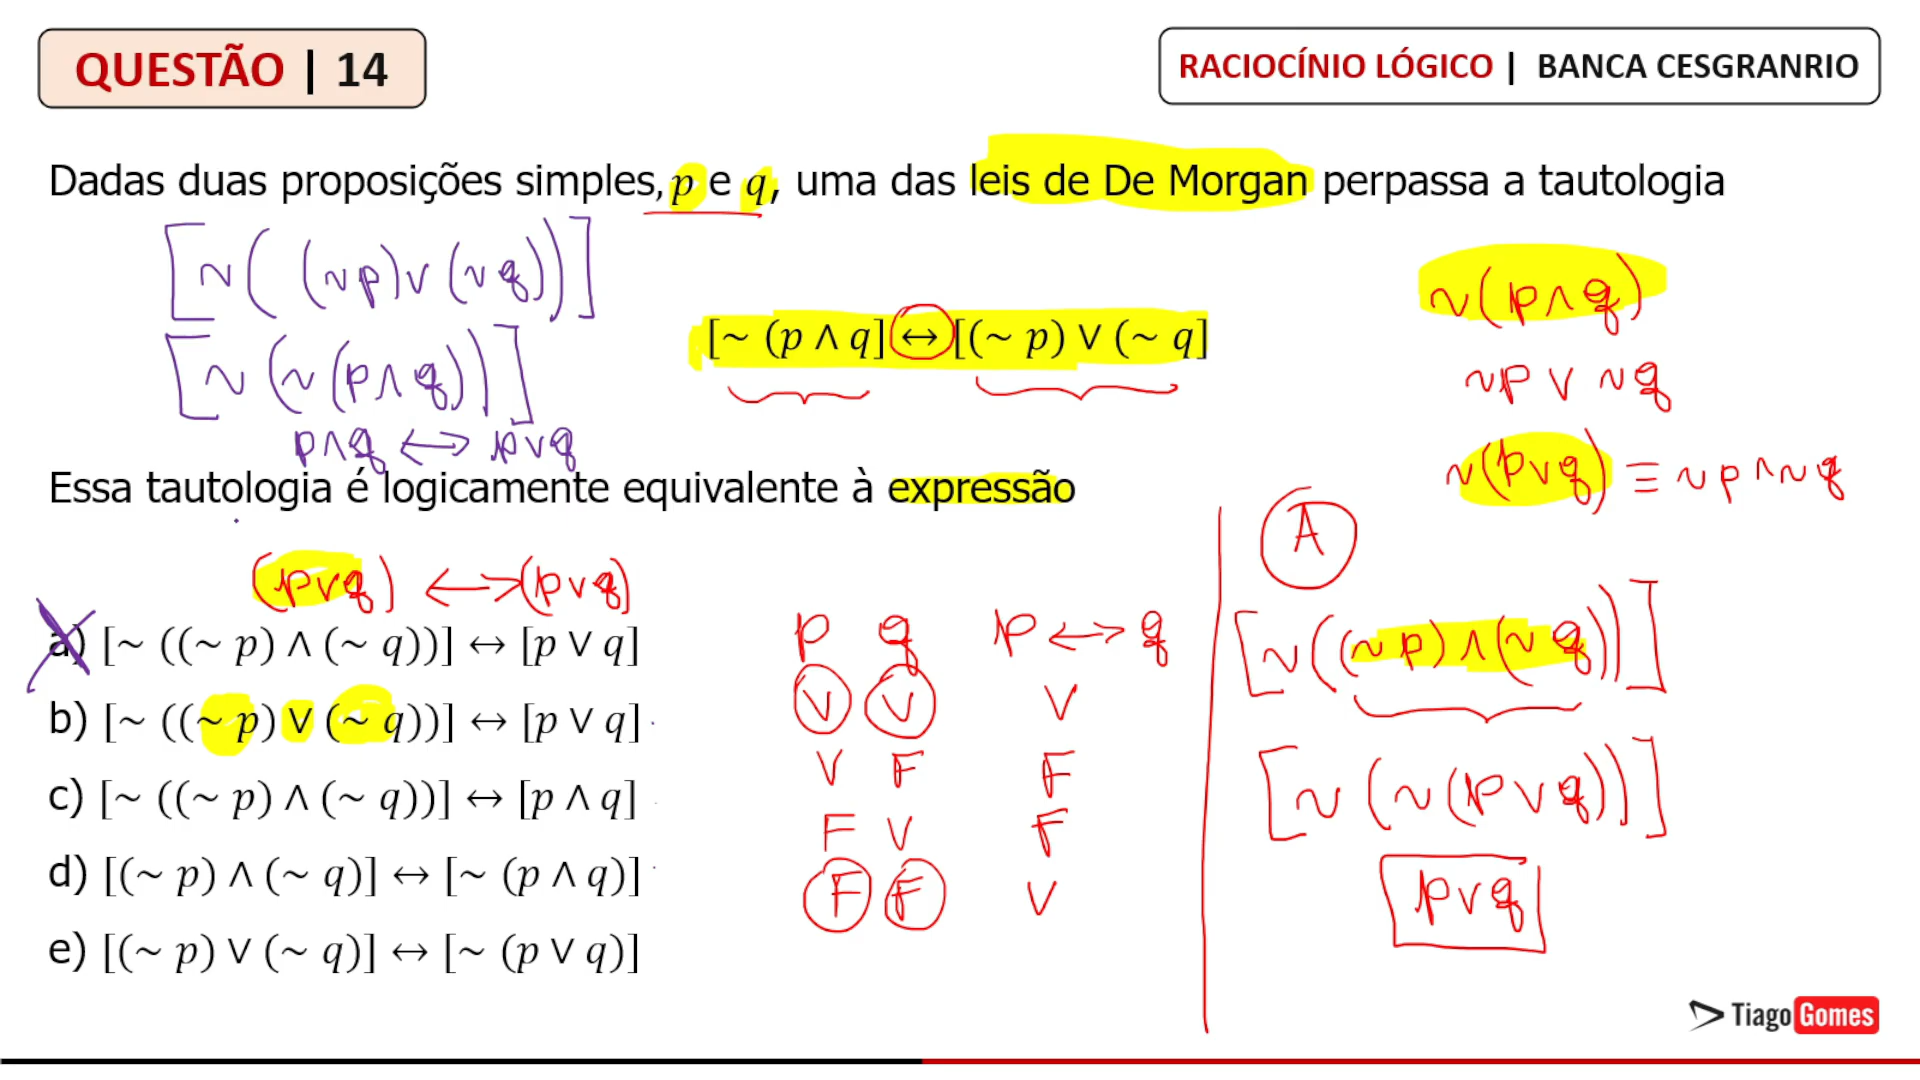 QUESTÃO | 14
RACIOCÍNIO LÓGICO | BANCA CESGRANRIO
Dadas duas proposições simples, p e q, uma das leis de De Morgan perpassa a tautologia
[~( (~p)∨(~q))]
~(p∧q)
[~ (p ∧ q] ↔ [(~ p) ∨ (~ q]
[~(~(p∧q))]
~p ∨ ~q
p∧q ↔ p∨q
~(p∨q) ≡ ~p∧~q
Essa tautologia é logicamente equivalente à expressão
(p∨q) ↔ (p∨q)
a) [~ ((~ p) ∧ (~ q))] ↔ [p ∨ q]
b) [~ ((~ p) ∨ (~ q))] ↔ [p ∨ q]
c) [~ ((~ p) ∧ (~ q))] ↔ [p ∧ q]
d) [(~ p) ∧ (~ q)] ↔ [~ (p ∧ q)]
e) [(~ p) ∨ (~ q)] ↔ [~ (p ∨ q)]
p q p ↔ q
V V V
V F F
F V F
F F V
A
[~((~p)∧(~q))]
[~(~(p∨q))]
p∨q
Tiago Gomes